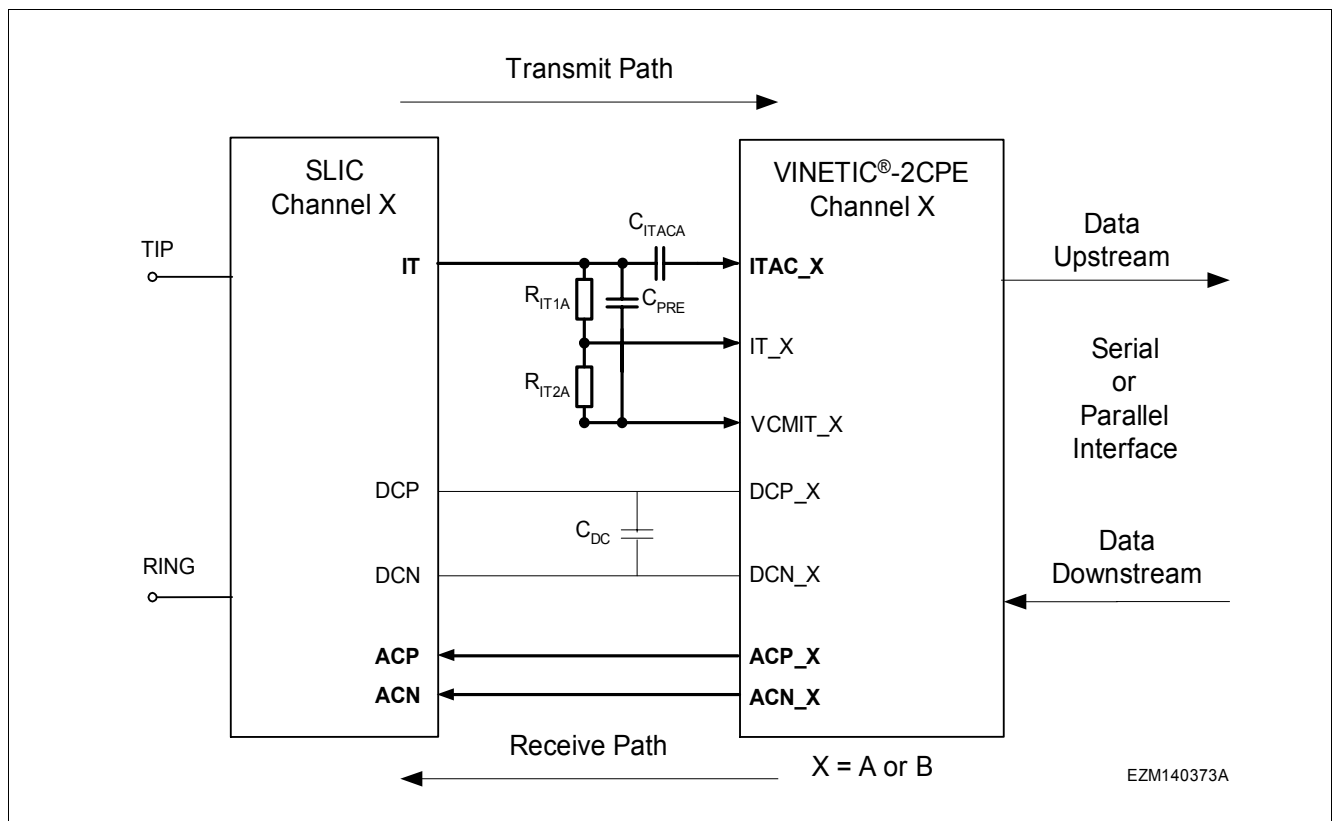 Transmit Path
SLIC
Channel X
VINETIC®-2CPE
Channel X
TIP
RING
IT
C_ITACA
R_IT1A
C_PRE
R_IT2A
ITAC_X
IT_X
VCMIT_X
DCP
DCP_X
C_DC
DCN
DCN_X
ACP
ACP_X
ACN
ACN_X
Data
Upstream
Serial
or
Parallel
Interface
Data
Downstream
Receive Path
X = A or B
EZM140373A